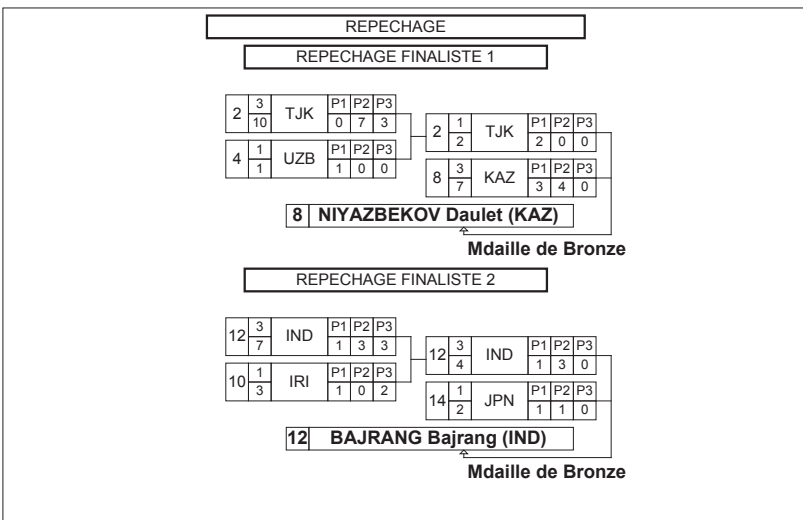 REPECHAGE
REPECHAGE FINALISTE 1
2 3 10 TJK P1 P2 P3 0 7 3
4 1 1 UZB P1 P2 P3 1 0 0
2 1 2 TJK P1 P2 P3 2 0 0
8 3 7 KAZ P1 P2 P3 3 4 0
8 NIYAZBEKOV Daulet (KAZ)
Mdaille de Bronze
REPECHAGE FINALISTE 2
12 3 7 IND P1 P2 P3 1 3 3
10 1 3 IRI P1 P2 P3 1 0 2
12 3 4 IND P1 P2 P3 1 3 0
14 1 2 JPN P1 P2 P3 1 1 0
12 BAJRANG Bajrang (IND)
Mdaille de Bronze